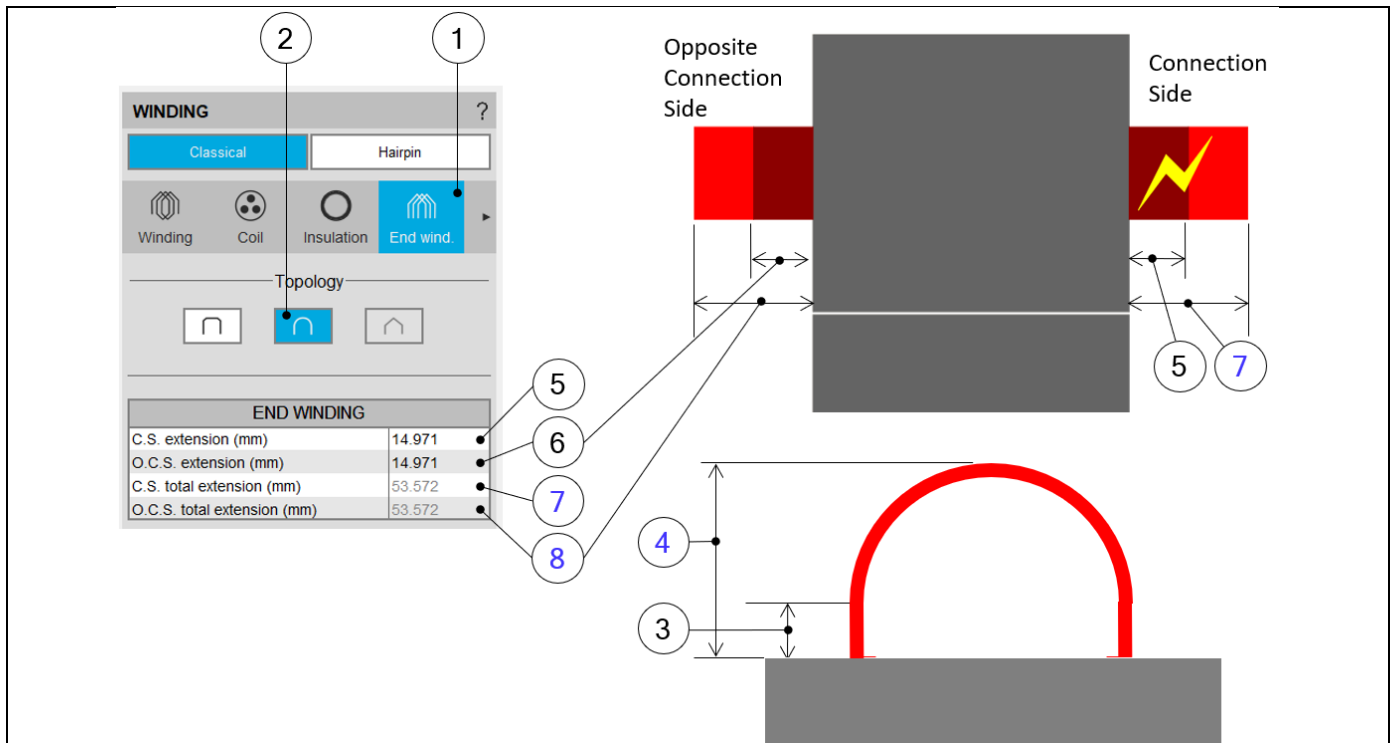 2
1
WINDING ?
Classical Hairpin
Winding Coil Insulation End wind.
Topology
END WINDING
C.S. extension (mm) 14.971
O.C.S. extension (mm) 14.971
C.S. total extension (mm) 53.572
O.C.S. total extension (mm) 53.572
5
6
7
8
Opposite
Connection
Side
Connection
Side
5
7
4
3